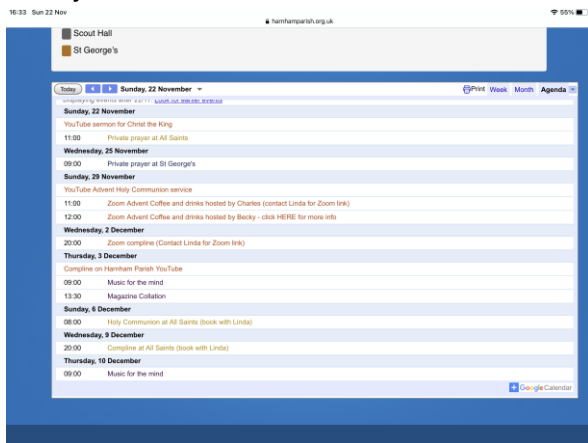 16:33 Sun 22 Nov
harnhamparish.org.uk
55%
Scout Hall
St George's
Today Sunday, 22 November Print Week Month Agenda
Displaying events after 22/11. Look for earlier events
Sunday, 22 November
YouTube sermon for Christ the King
11:00 Private prayer at All Saints
Wednesday, 25 November
09:00 Private prayer at St George's
Sunday, 29 November
YouTube Advent Holy Communion service
11:00 Zoom Advent Coffee and drinks hosted by Charles (contact Linda for Zoom link)
12:00 Zoom Advent Coffee and drinks hosted by Becky - click HERE for more info
Wednesday, 2 December
20:00 Zoom compline (Contact Linda for Zoom link)
Thursday, 3 December
Compline on Harnham Parish YouTube
09:00 Music for the mind
13:30 Magazine Collation
Sunday, 6 December
08:00 Holy Communion at All Saints (book with Linda)
Wednesday, 9 December
20:00 Compline at All Saints (book with Linda)
Thursday, 10 December
09:00 Music for the mind
+ Google Calendar